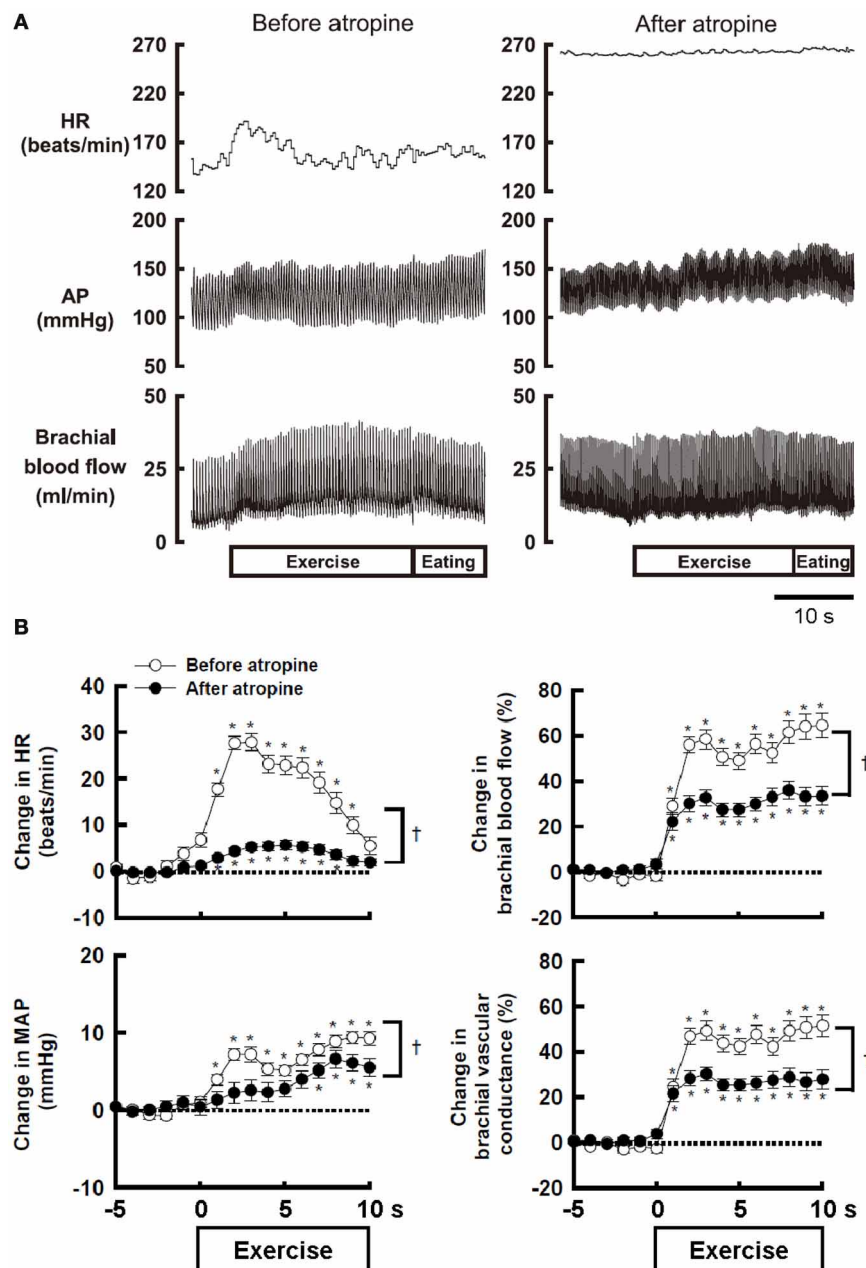 A
Before atropine
After atropine
270
220
HR
(beats/min)
170
120
270
220
170
120
200
150
AP
(mmHg)
100
50
200
150
100
50
50
Brachial
blood flow
(ml/min)
25
0
50
25
0
Exercise
Eating
Exercise
Eating
10 s
B
Before atropine
After atropine
Change in HR
(beats/min)
40
30
20
10
0
-10
* * * * * * * * *
* * * * * * * *
†
Change in
brachial blood flow (%)
80
60
40
20
0
-20
* * * * * * * * * *
* * * * * * * * * *
†
Change in MAP
(mmHg)
20
10
0
-10
* * * * * * * * * *
* * * *
†
-5 0 5 10 s
Exercise
Change in
brachial vascular
conductance (%)
80
60
40
20
0
-20
* * * * * * * * * *
* * * * * * * * * *
-5 0 5 10 s
Exercise